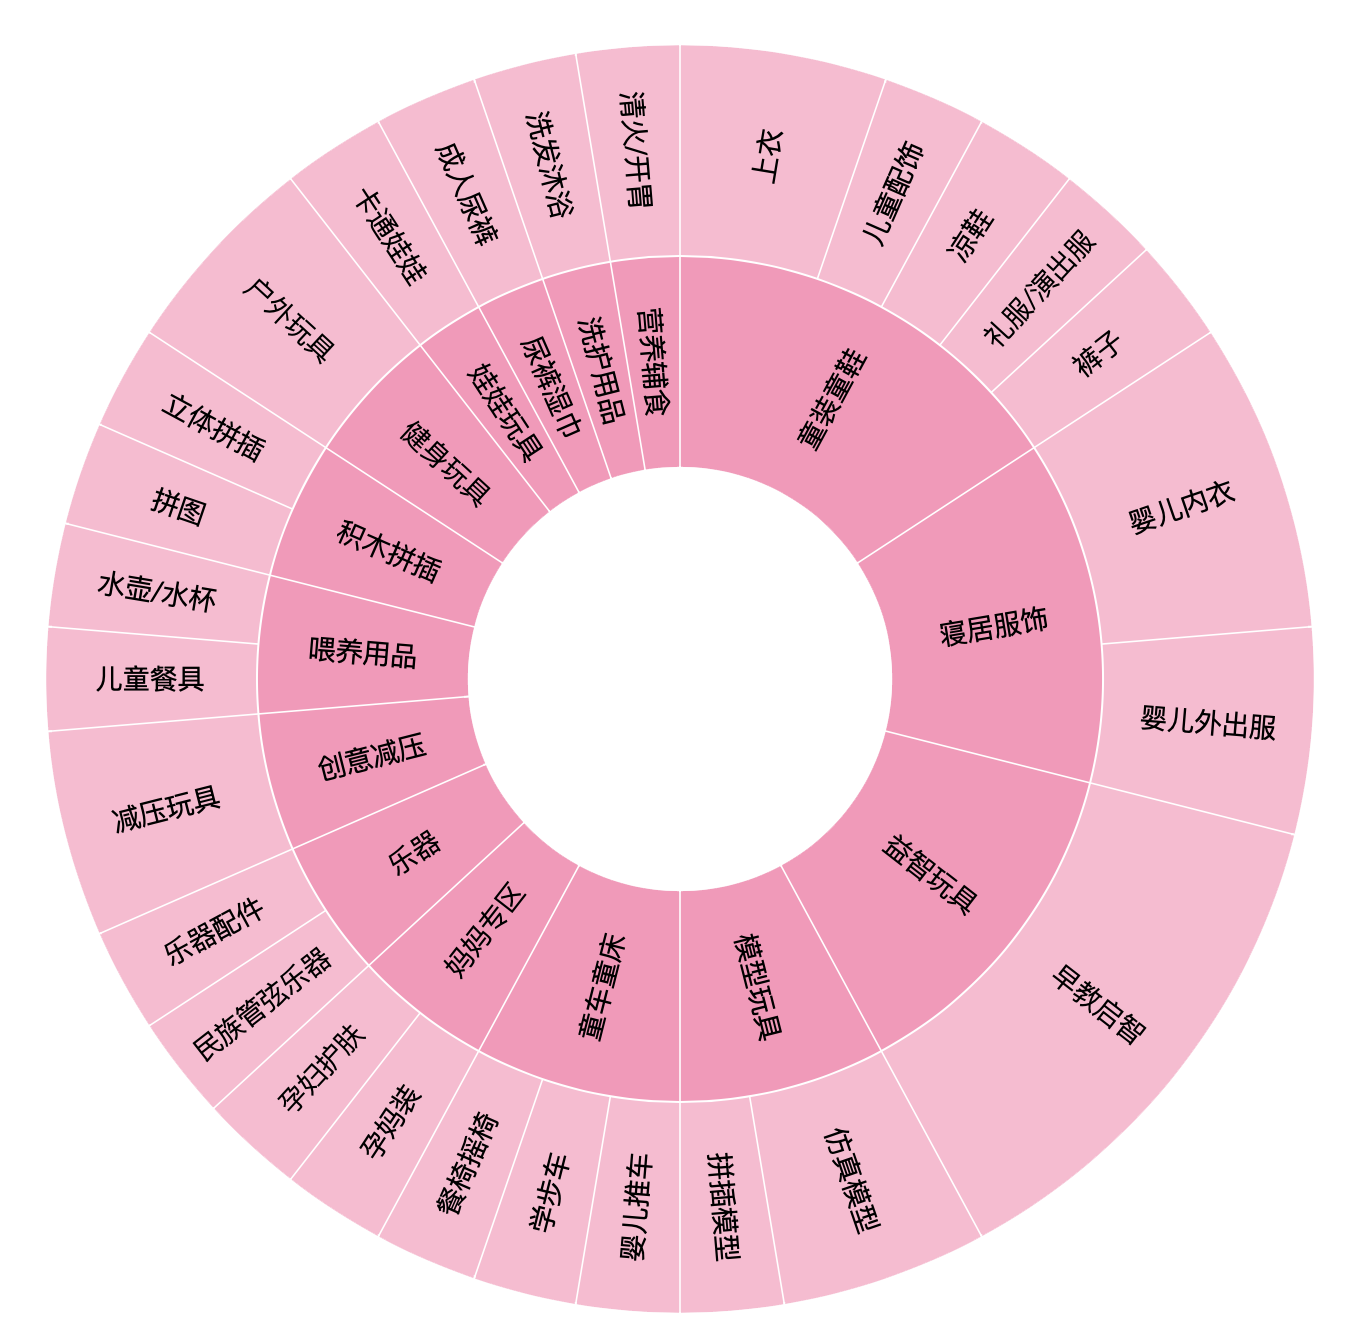 童装童鞋
上衣
儿童配饰
凉鞋
礼服/演出服
裤子
寝居服饰
婴儿内衣
婴儿外出服
益智玩具
早教启智
模型玩具
仿真模型
拼插模型
童车童床
婴儿推车
学步车
餐椅摇椅
妈妈专区
孕妈装
孕妇护肤
乐器
民族管弦乐器
乐器配件
创意减压
减压玩具
喂养用品
儿童餐具
水壶/水杯
积木拼插
拼图
立体拼插
健身玩具
户外玩具
娃娃玩具
卡通娃娃
尿裤湿巾
成人尿裤
洗护用品
洗发沐浴
营养辅食
清火/开胃